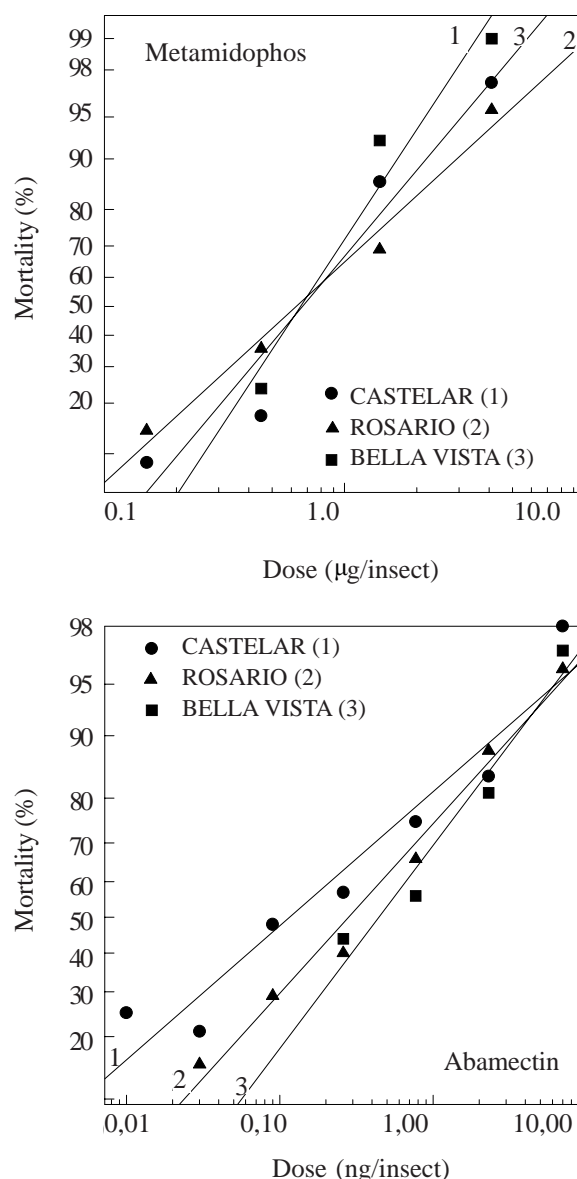 99
98
95
90
80
70
60
50
40
30
20
Mortality (%)
Metamidophos
1
3
2
CASTELAR (1)
ROSARIO (2)
BELLA VISTA (3)
0.1
1.0
10.0
Dose (μg/insect)
98
95
90
80
70
60
50
40
30
20
Mortality (%)
CASTELAR (1)
ROSARIO (2)
BELLA VISTA (3)
1
2
3
Abamectin
0,01
0,10
1,00
10,00
Dose (ng/insect)